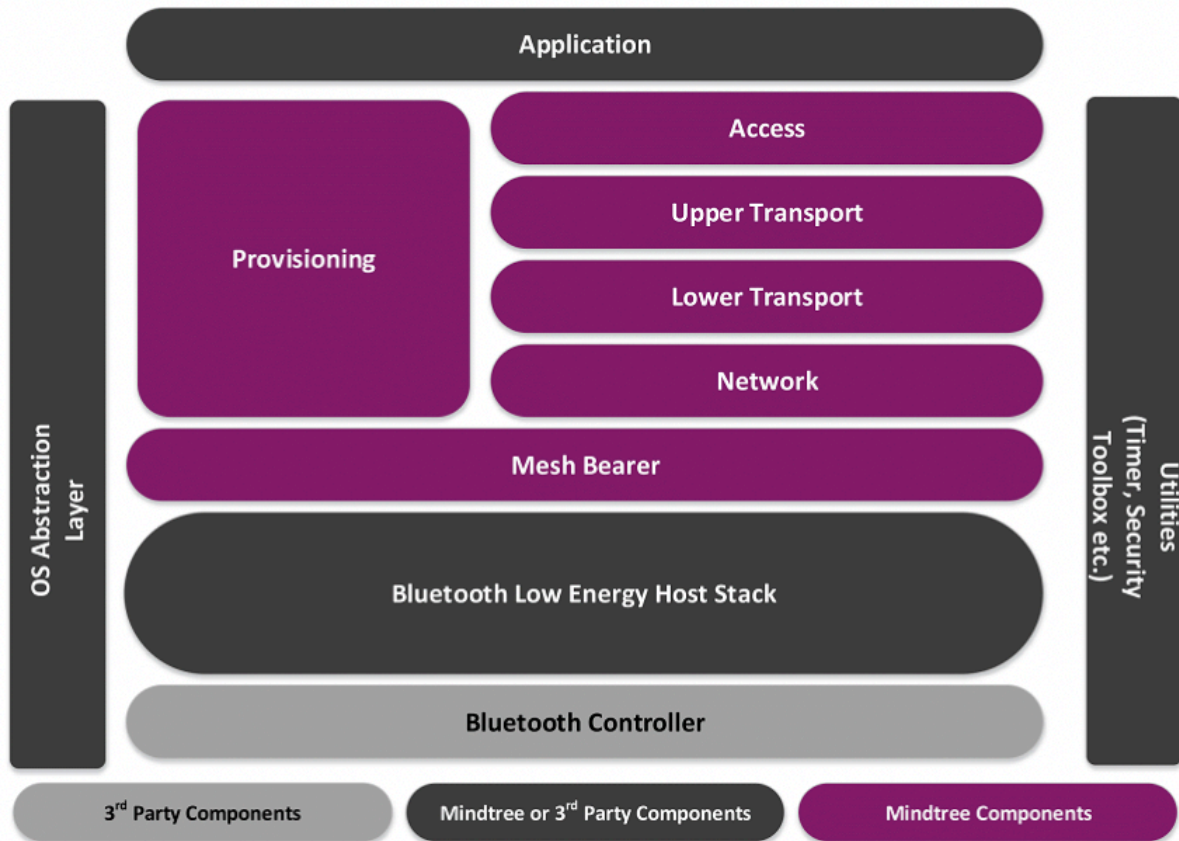 Application
Access
Upper Transport
Provisioning
Lower Transport
Network
Mesh Bearer
OS Abstraction
Layer
Utilities
(Timer, Security
Toolbox etc.)
Bluetooth Low Energy Host Stack
Bluetooth Controller
3rd Party Components
Mindtree or 3rd Party Components
Mindtree Components